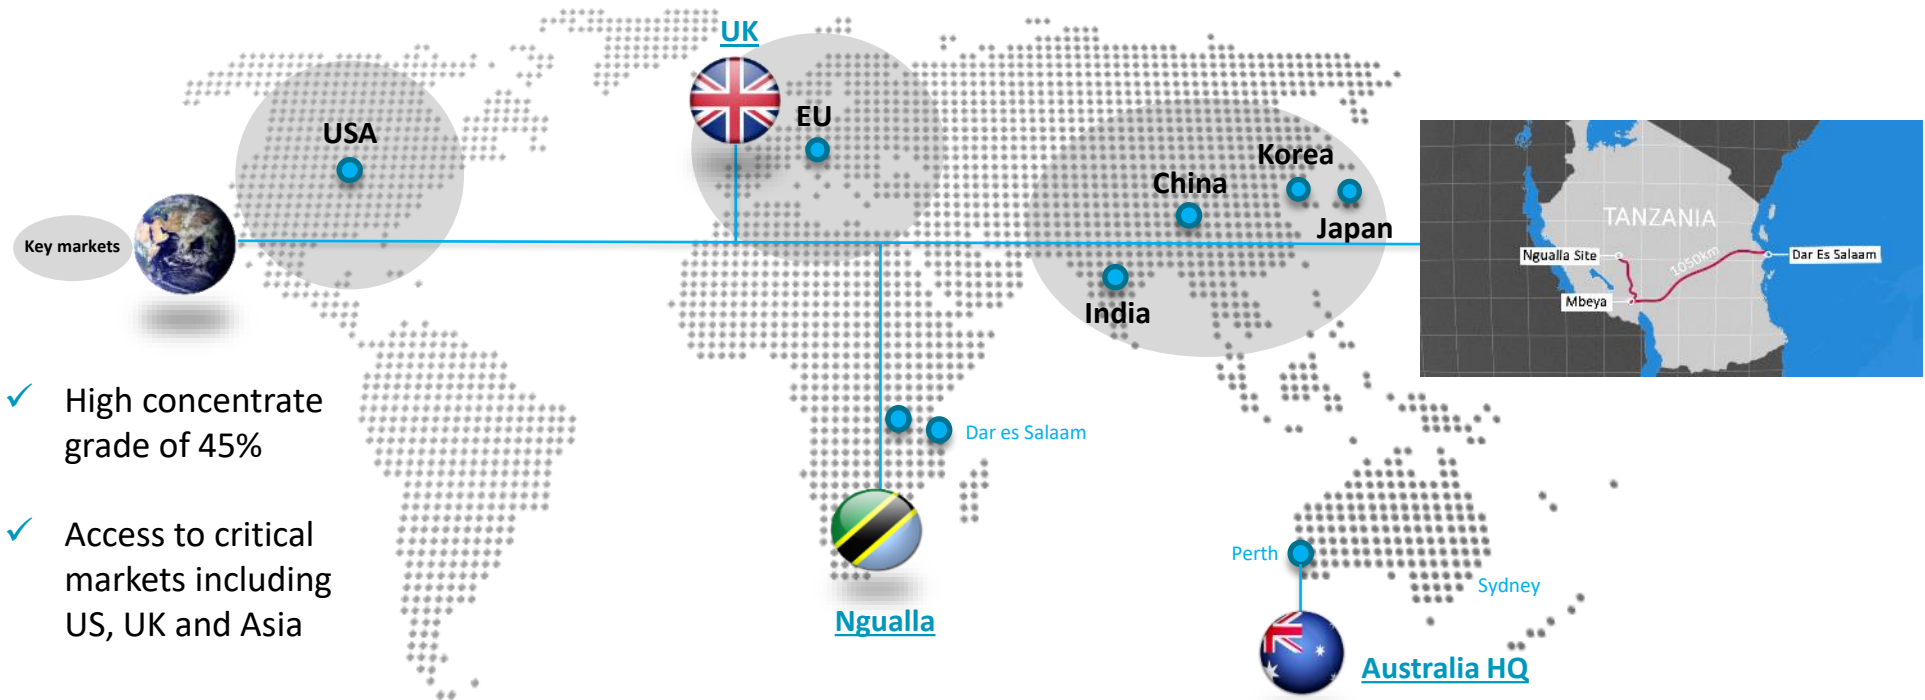 UK
USA
EU
Korea
China
Japan
India
Key markets
TANZANIA
Ngualla Site
1050km
Dar Es Salaam
Mbeya
✓ High concentrate
grade of 45%
✓ Access to critical
markets including
US, UK and Asia
Dar es Salaam
Ngualla
Perth
Sydney
Australia HQ